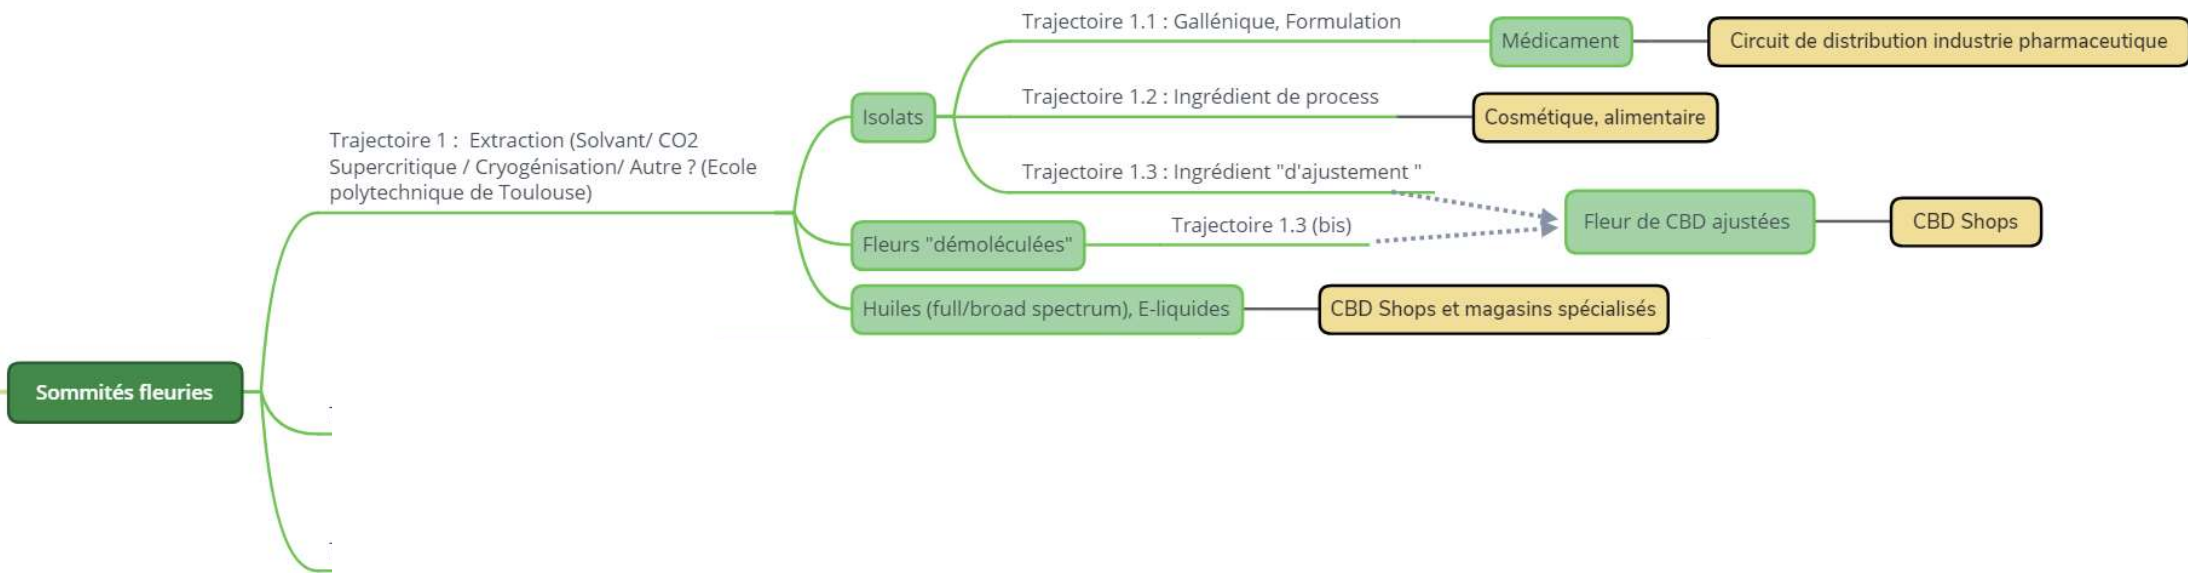 Trajectoire 1.1 : Gallénique, Formulation
Médicament
Circuit de distribution industrie pharmaceutique
Isolats
Trajectoire 1.2 : Ingrédient de process
Cosmétique, alimentaire
Trajectoire 1 :  Extraction (Solvant/ CO2
Supercritique / Cryogénisation/ Autre ? (Ecole
polytechnique de Toulouse)
Trajectoire 1.3 : Ingrédient "d'ajustement "
Fleurs "démoléculées"
Trajectoire 1.3 (bis)
Fleur de CBD ajustées
CBD Shops
Huiles (full/broad spectrum), E-liquides
CBD Shops et magasins spécialisés
Sommités fleuries